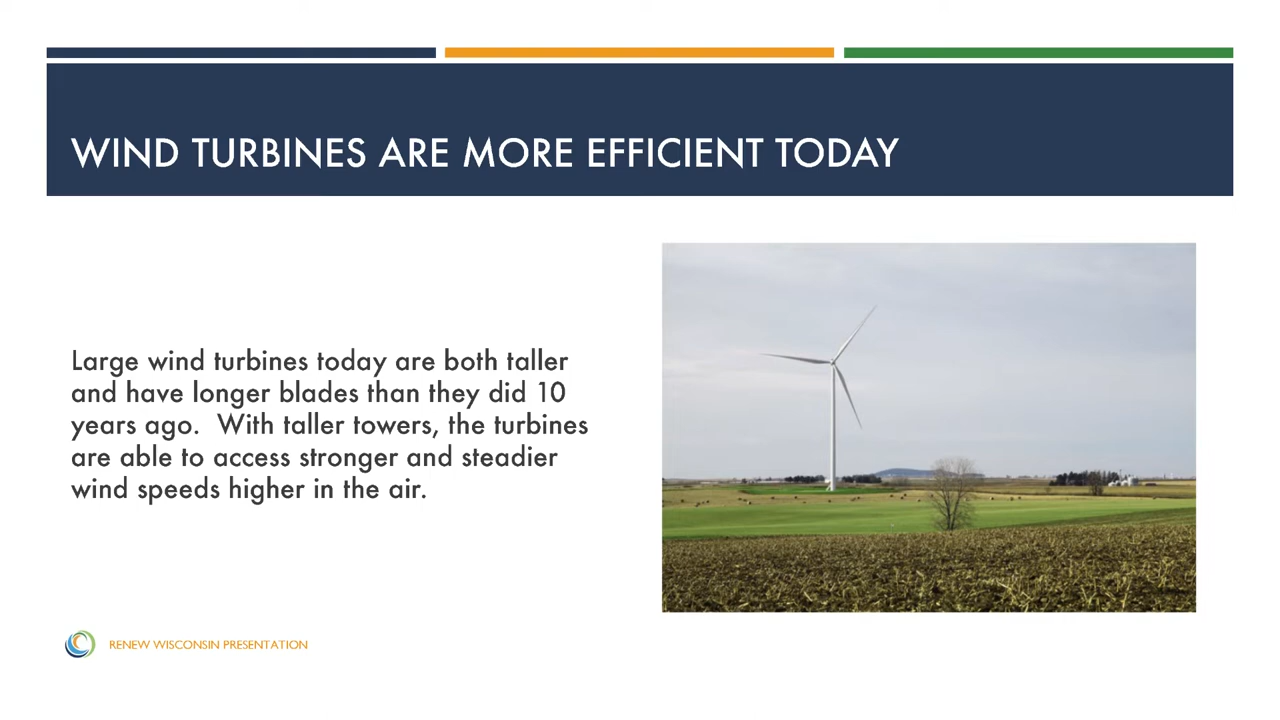 WIND TURBINES ARE MORE EFFICIENT TODAY
Large wind turbines today are both taller
and have longer blades than they did 10
years ago.  With taller towers, the turbines
are able to access stronger and steadier
wind speeds higher in the air.
RENEW WISCONSIN PRESENTATION